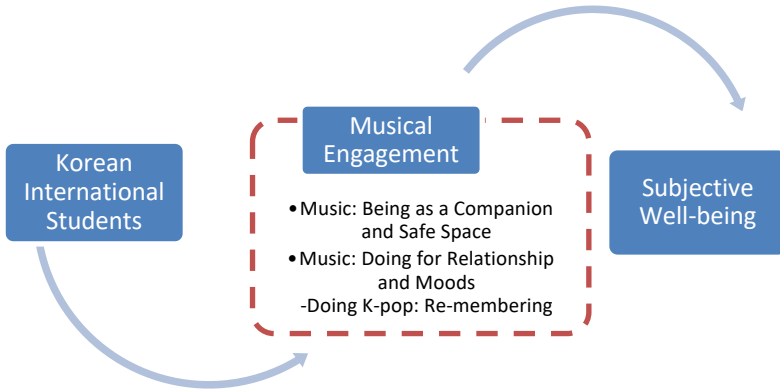 Korean
International
Students
Musical
Engagement
•Music: Being as a Companion
and Safe Space
•Music: Doing for Relationship
and Moods
-Doing K-pop: Re-membering
Subjective
Well-being